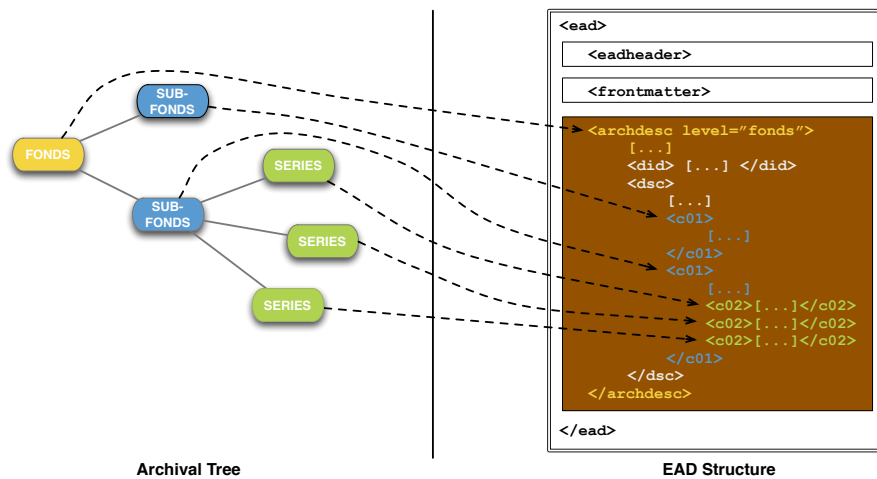 FONDS
SUB-
FONDS
SUB-
FONDS
SERIES
SERIES
SERIES
Archival Tree
<ead>
<eadheader>
<frontmatter>
<archdesc level=”fonds”>
[...]
<did> [...] </did>
<dsc>
[...]
<c01>
[...]
</c01>
<c01>
[...]
<c02>[...]</c02>
<c02>[...]</c02>
<c02>[...]</c02>
</c01>
</dsc>
</archdesc>
</ead>
EAD Structure